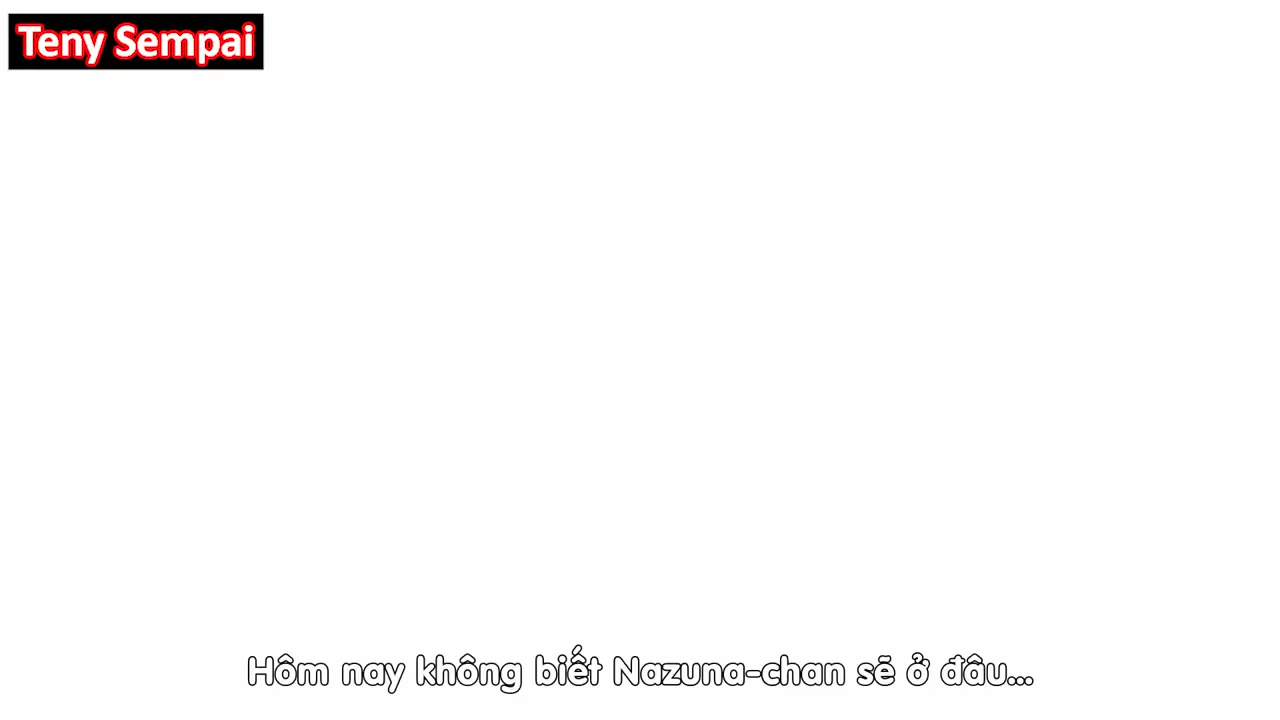 Teny Sempai
Hôm nay không biết Nazuna-chan sẽ ở đâu...